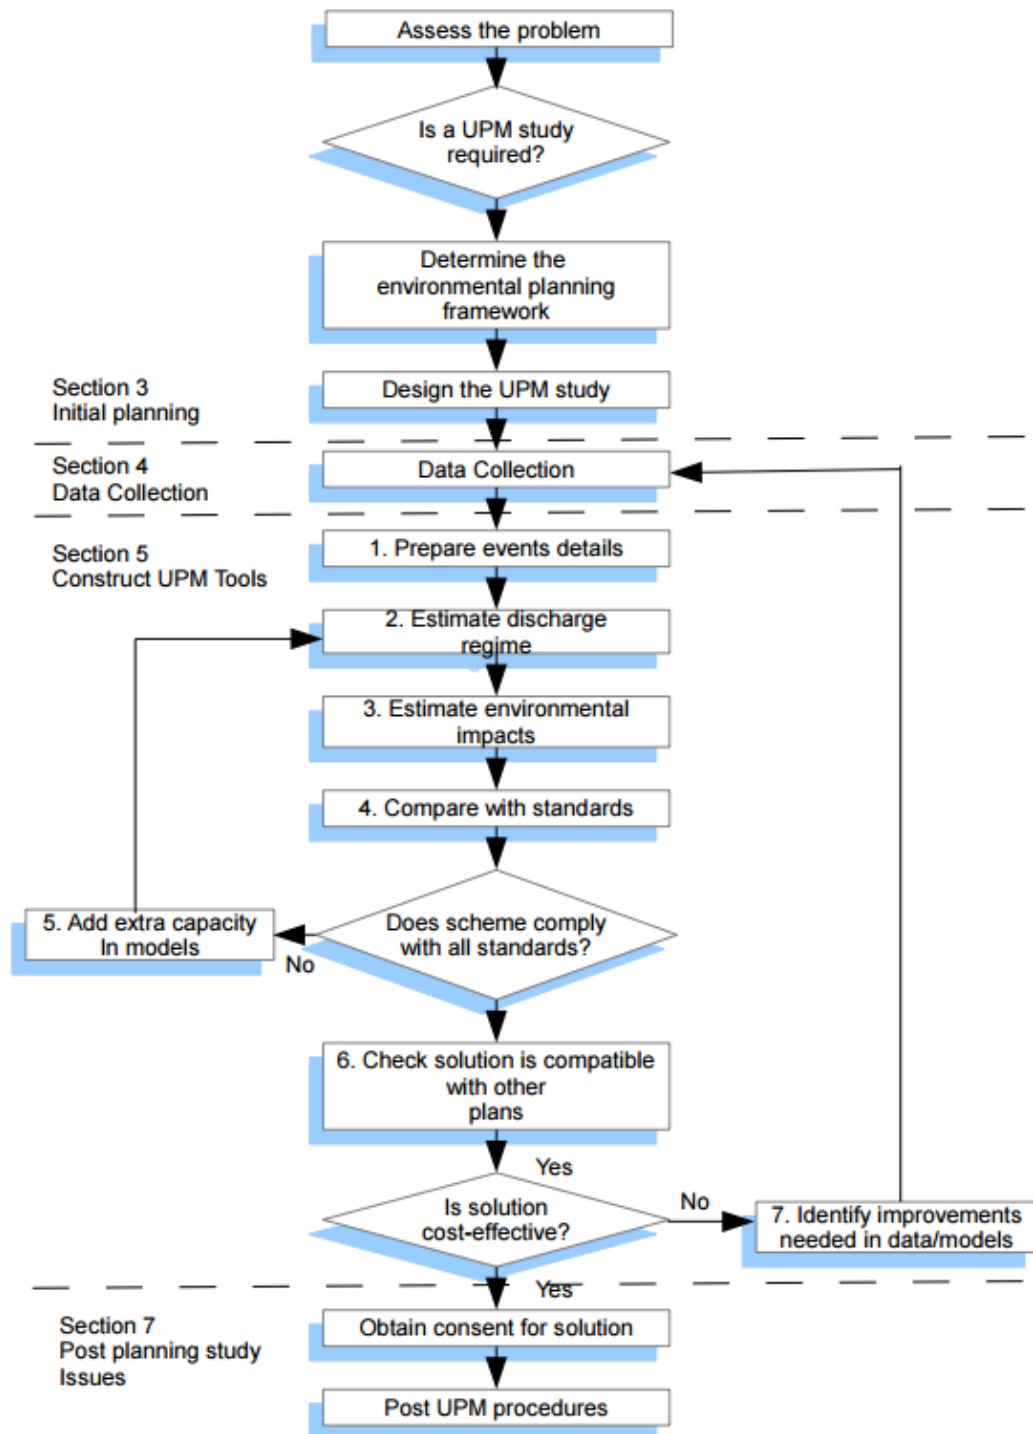 Assess the problem
Is a UPM study
required?
Determine the
environmental planning
framework
Section 3
Initial planning
Design the UPM study
Section 4
Data Collection
Data Collection
Section 5
Construct UPM Tools
1. Prepare events details
2. Estimate discharge
regime
3. Estimate environmental
impacts
4. Compare with standards
Does scheme comply
with all standards?
No
5. Add extra capacity
In models
6. Check solution is compatible
with other
plans
Yes
Is solution
cost-effective?
No
7. Identify improvements
needed in data/models
Yes
Section 7
Post planning study
Issues
Obtain consent for solution
Post UPM procedures